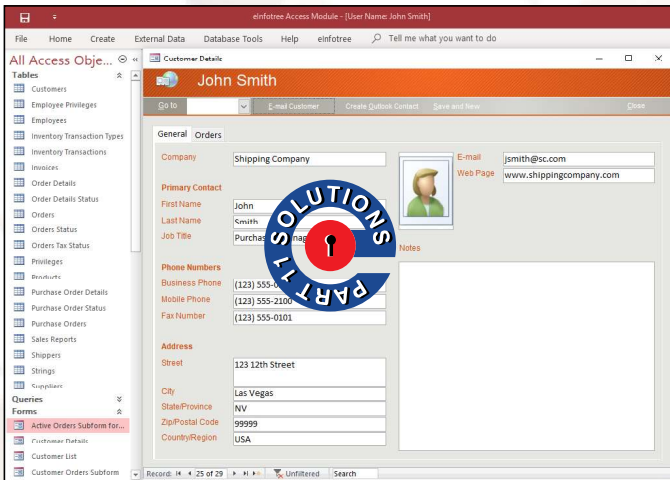 eInfotree Access Module - [User Name: John Smith]
File Home Create External Data Database Tools Help eInfotree Tell me what you want to do
All Access Obje...
Tables
Customers
Employee Privileges
Employees
Inventory Transaction Types
Inventory Transactions
Invoices
Order Details
Order Details Status
Orders
Orders Status
Orders Tax Status
Privileges
Products
Purchase Order Details
Purchase Order Status
Purchase Orders
Sales Reports
Shippers
Strings
Suppliers
Queries
Forms
Active Orders Subform for...
Customer Details
Customer List
Customer Orders Subform
Customer Details
John Smith
Go to E-mail Customer Create Outlook Contact Save and New Close
General Orders
Company Shipping Company
Primary Contact
First Name John
Last Name Smith
Job Title
Phone Numbers
Business Phone (123) 555-0
Mobile Phone (123) 555-2100
Fax Number (123) 555-0101
Address
Street 123 12th Street
City Las Vegas
State/Province NV
Zip/Postal Code 99999
Country/Region USA
E-mail jsmith@sc.com
Web Page www.shippingcompany.com
Notes
PART 11 SOLUTIONS
Record: 25 of 29 Unfiltered Search